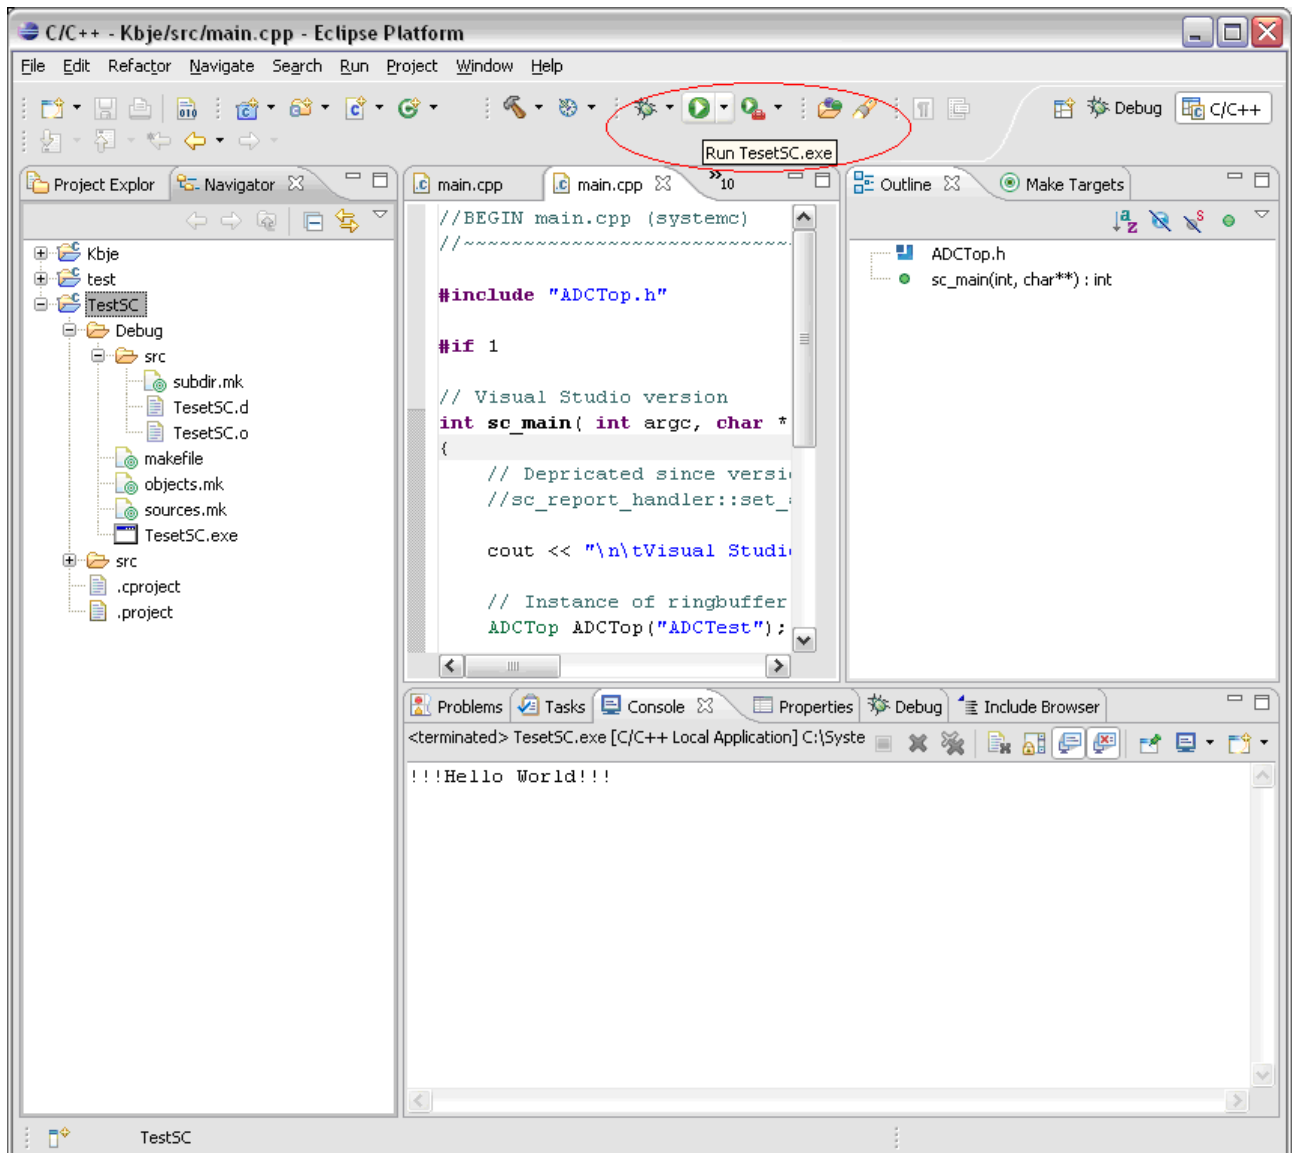 C/C++ - Kbje/src/main.cpp - Eclipse Platform
File Edit Refactor Navigate Search Run Project Window Help
010
Debug C/C++
Run TesetSC.exe
Project Explor Navigator
main.cpp main.cpp »10
Outline Make Targets
Kbje
test
TestSC
Debug
src
subdir.mk
TesetSC.d
TesetSC.o
makefile
objects.mk
sources.mk
TesetSC.exe
src
.cproject
.project
//BEGIN main.cpp (systemc)
//~~~~~~~~~~~~~~~~~~~~~~~~~~~
#include "ADCTop.h"
#if 1
// Visual Studio version
int sc_main( int argc, char *
{
// Depricated since versi
//sc_report_handler::set_
cout << "\n\tVisual Studi
// Instance of ringbuffer
ADCTop ADCTop("ADCTest");
ADCTop.h
sc_main(int, char**) : int
Problems Tasks Console Properties Debug Include Browser
<terminated> TesetSC.exe [C/C++ Local Application] C:\Syste
!!!Hello World!!!
TestSC